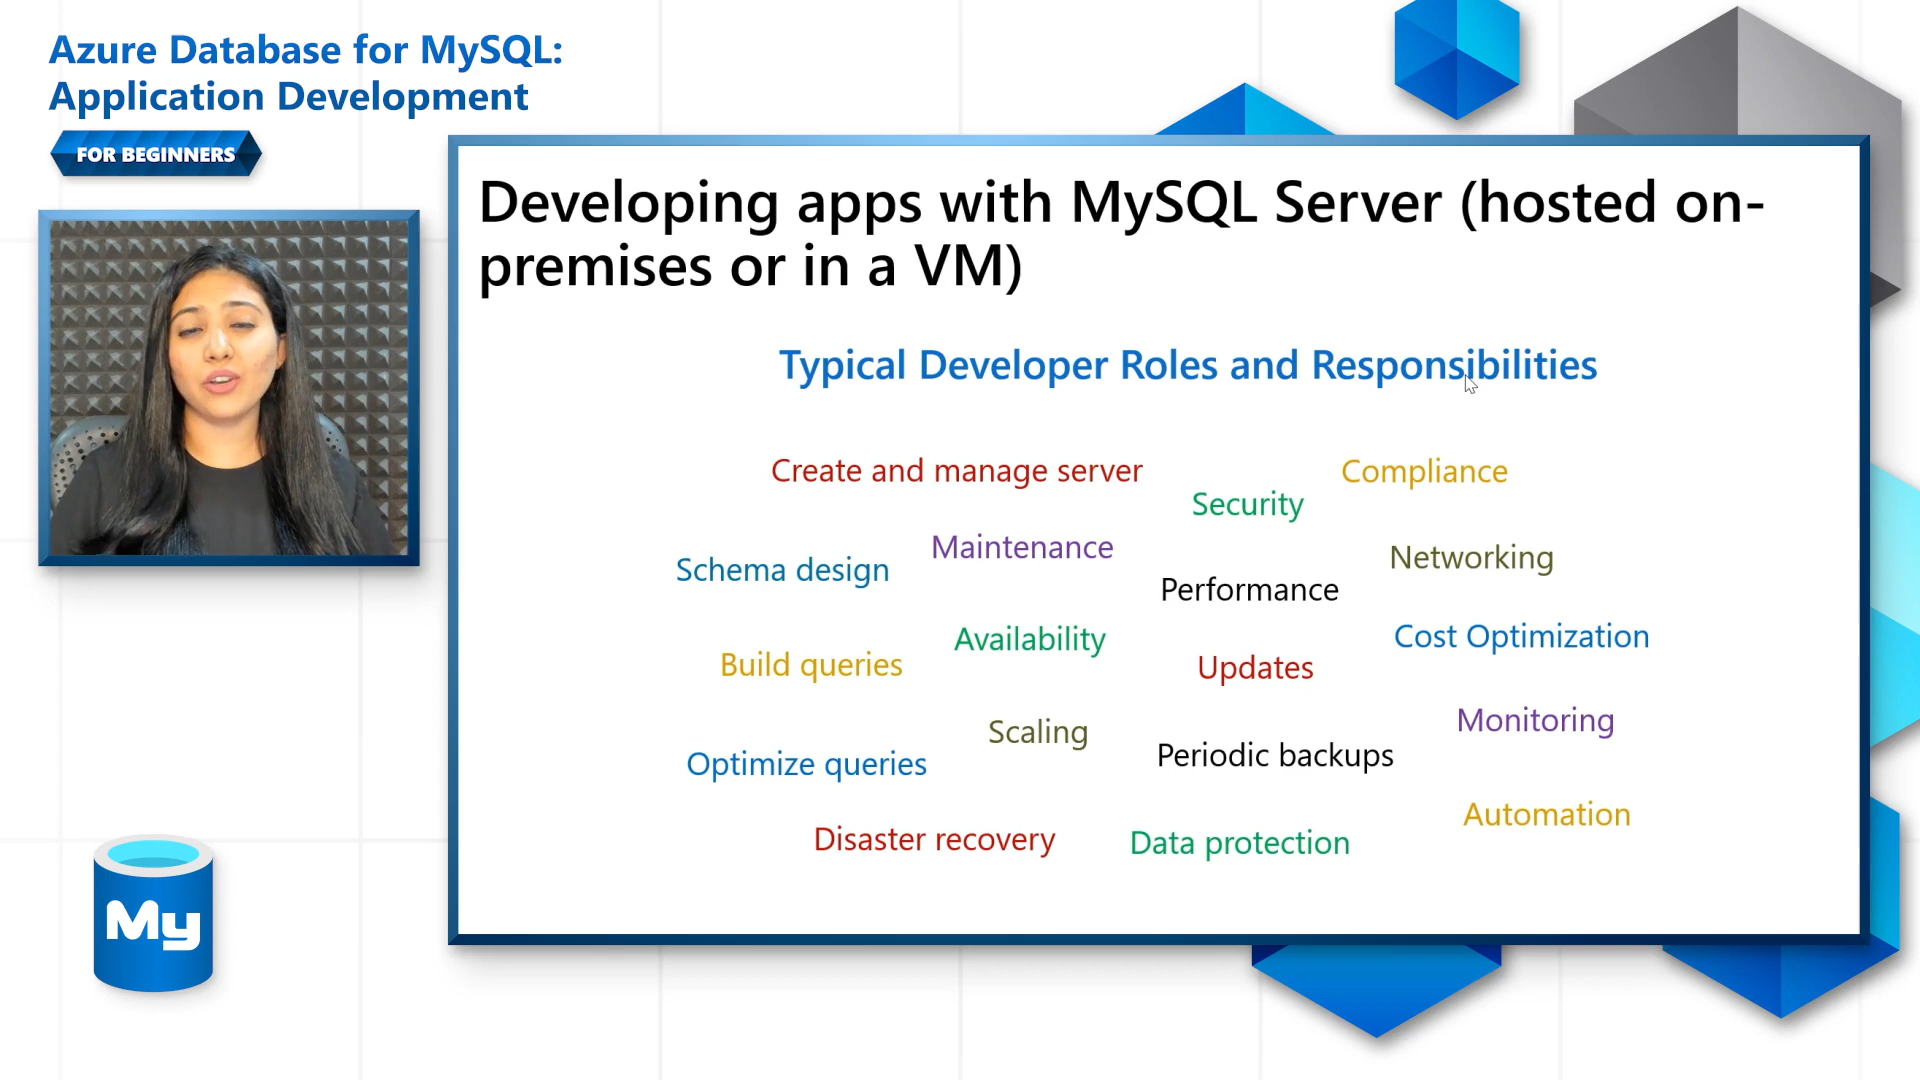 Azure Database for MySQL:
Application Development
FOR BEGINNERS
Developing apps with MySQL Server (hosted on-
premises or in a VM)
Typical Developer Roles and Responsibilities
Create and manage server
Compliance
Security
Maintenance
Networking
Schema design
Performance
Availability
Cost Optimization
Build queries
Updates
Monitoring
Scaling
Periodic backups
Optimize queries
Automation
Disaster recovery
Data protection
My